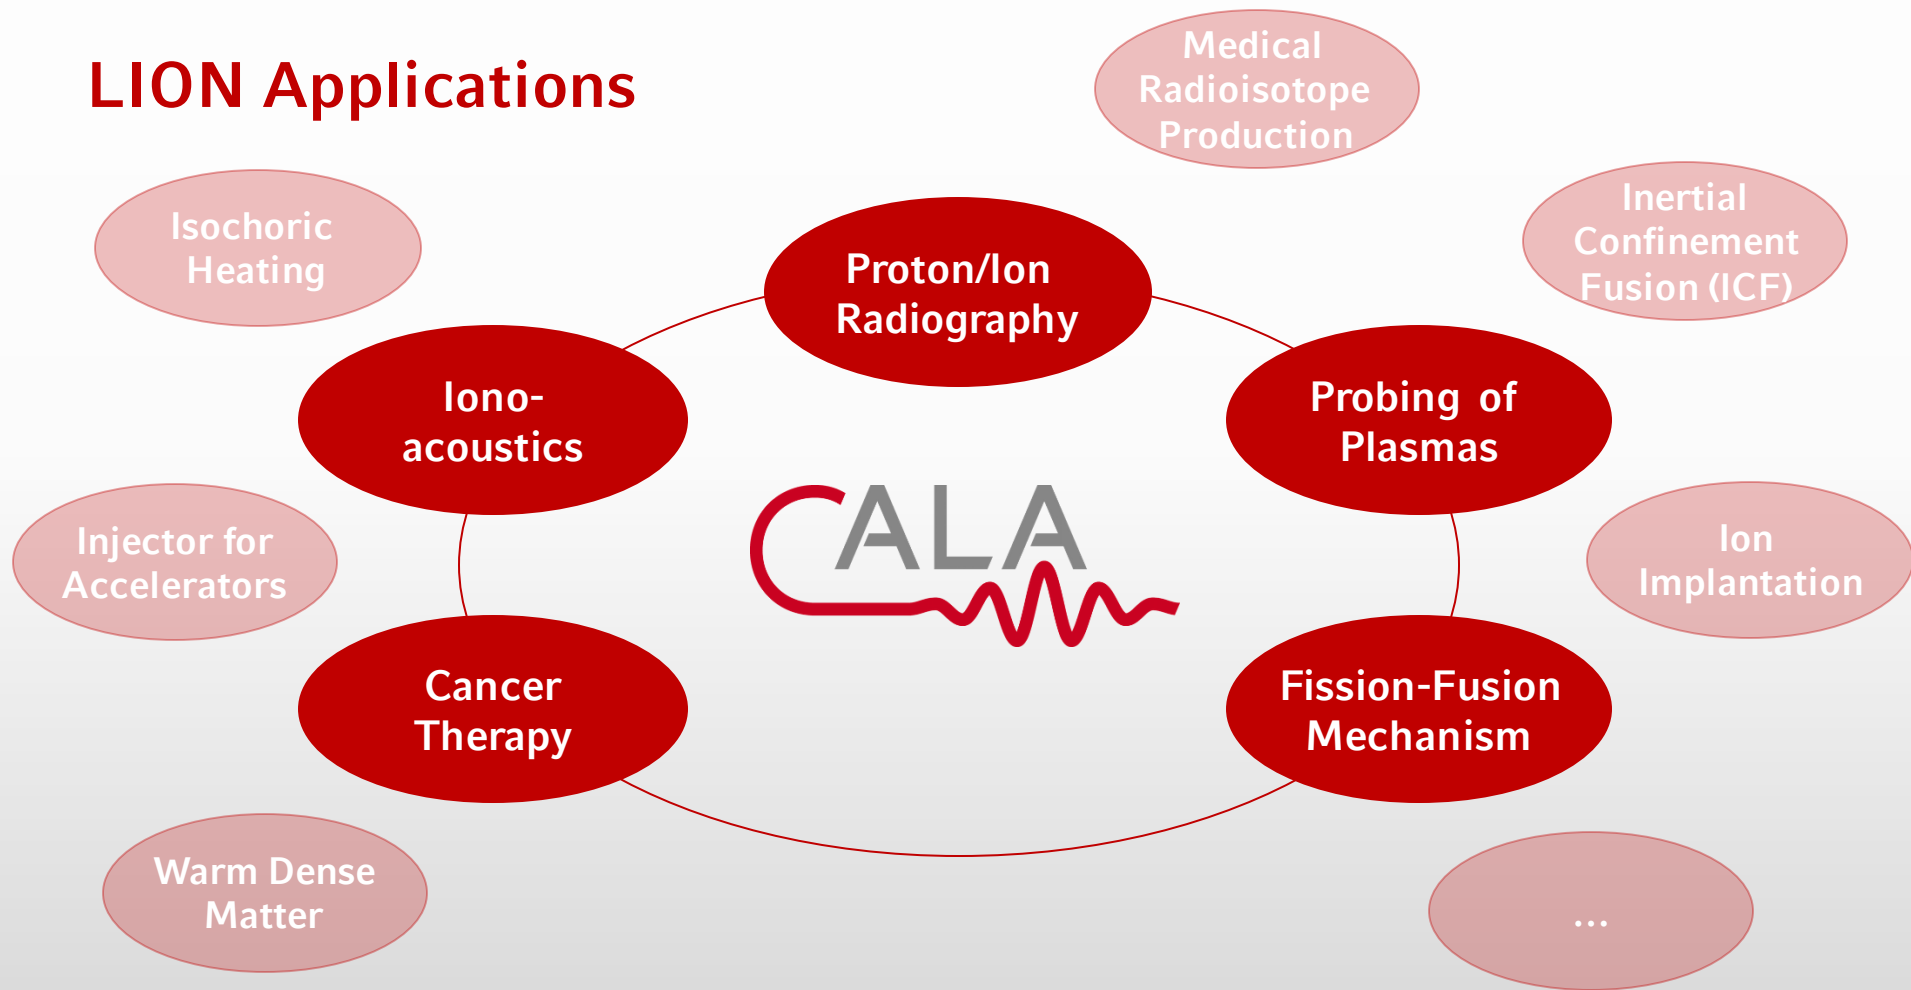 LION Applications
Medical
Radioisotope
Production
Isochoric
Heating
Inertial
Confinement
Fusion (ICF)
Proton/Ion
Radiography
Iono-
acoustics
Probing of
Plasmas
CALA
Injector for
Accelerators
Ion
Implantation
Cancer
Therapy
Fission-Fusion
Mechanism
Warm Dense
Matter
...